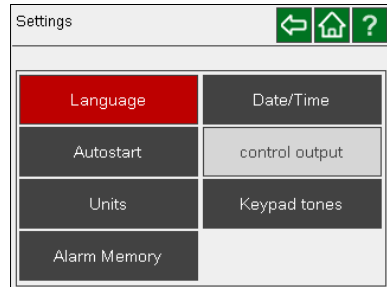 Settings
?
Language
Date/Time
Autostart
control output
Units
Keypad tones
Alarm Memory